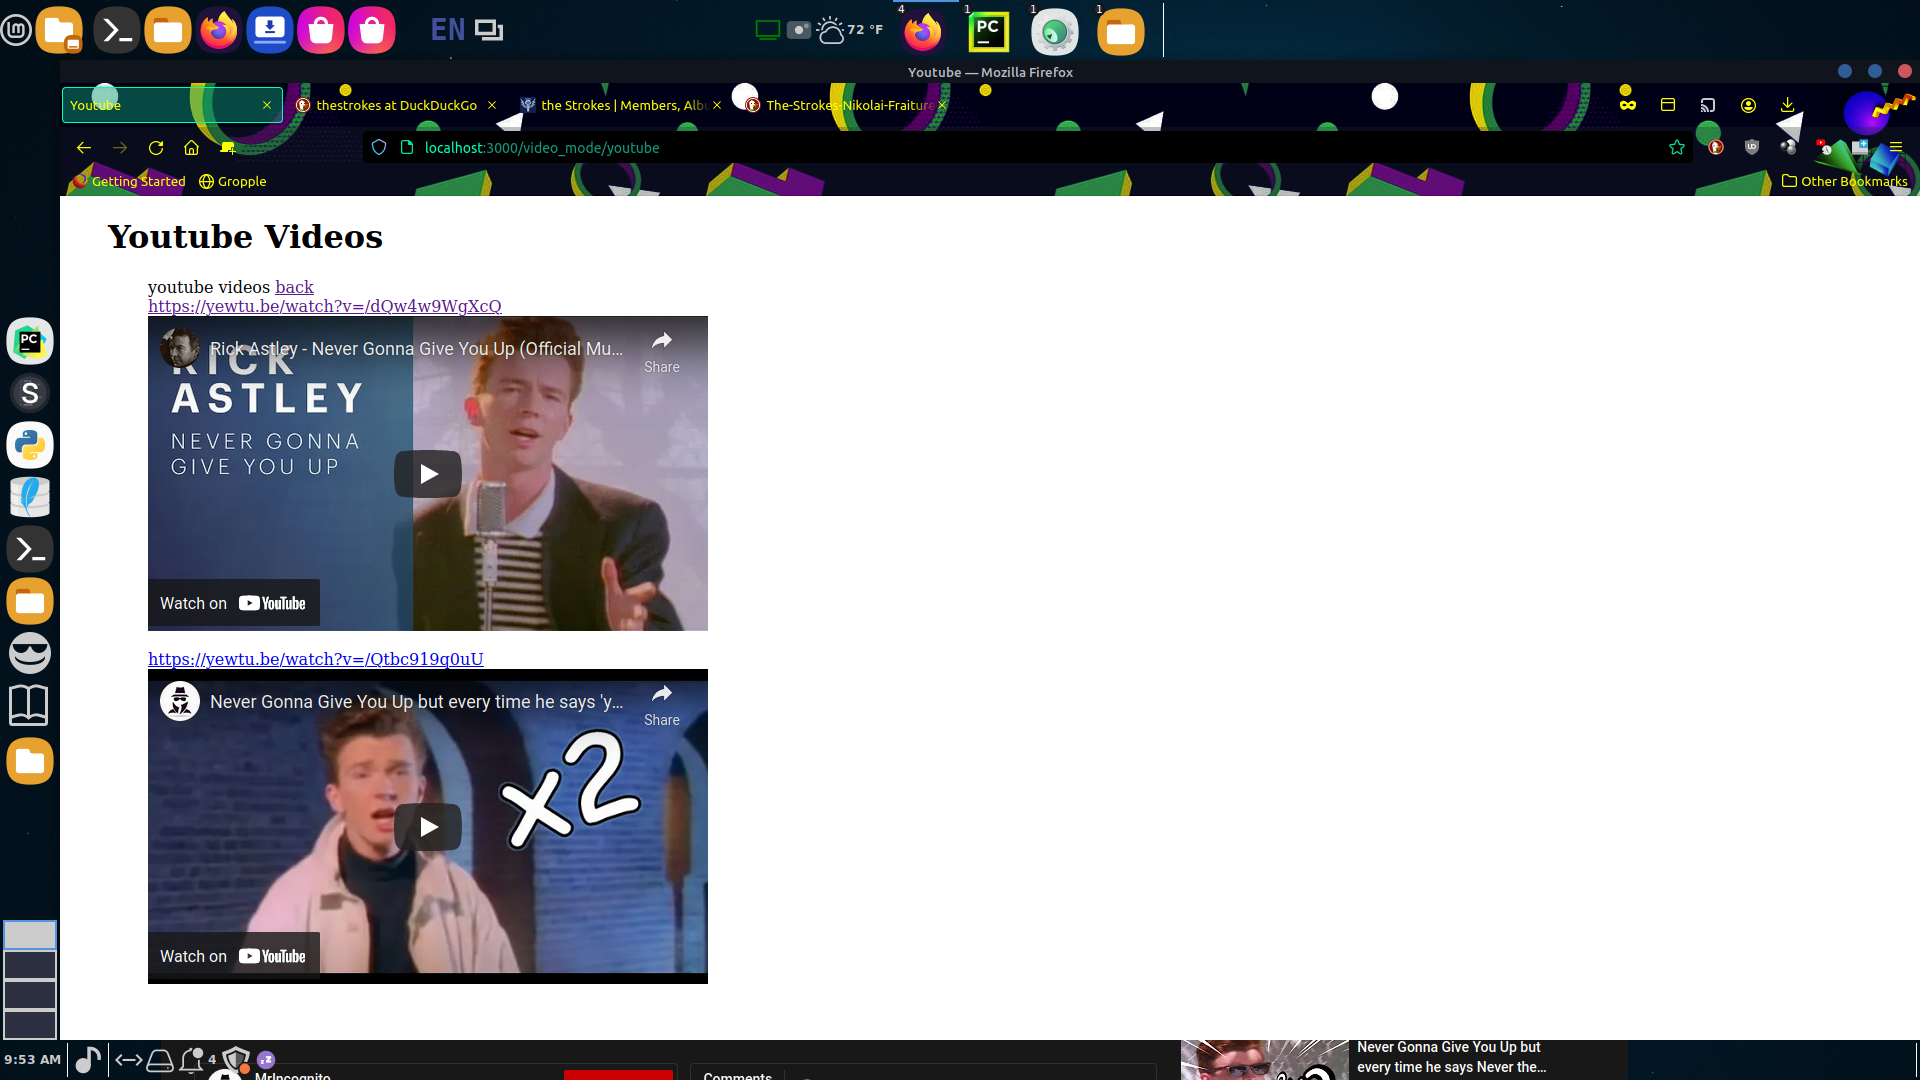 EN
72 °F
4
1
1
1
PC
Youtube — Mozilla Firefox
Youtube
thestrokes at DuckDuckGo
the Strokes | Members, Albu
The-Strokes-Nikolai-Fraiture
localhost:3000/video_mode/youtube
Getting Started
Gropple
Other Bookmarks
Youtube Videos
youtube videos back
https://yewtu.be/watch?v=/dQw4w9WgXcQ
Rick Astley - Never Gonna Give You Up (Official Mu...
Share
RICK
ASTLEY
NEVER GONNA
GIVE YOU UP
Watch on YouTube
https://yewtu.be/watch?v=/Qtbc919q0uU
Never Gonna Give You Up but every time he says 'y...
Share
x2
Watch on YouTube
PC
S
9:53 AM
4
MrIncognito
Comments
Never Gonna Give You Up but
every time he says Never the...